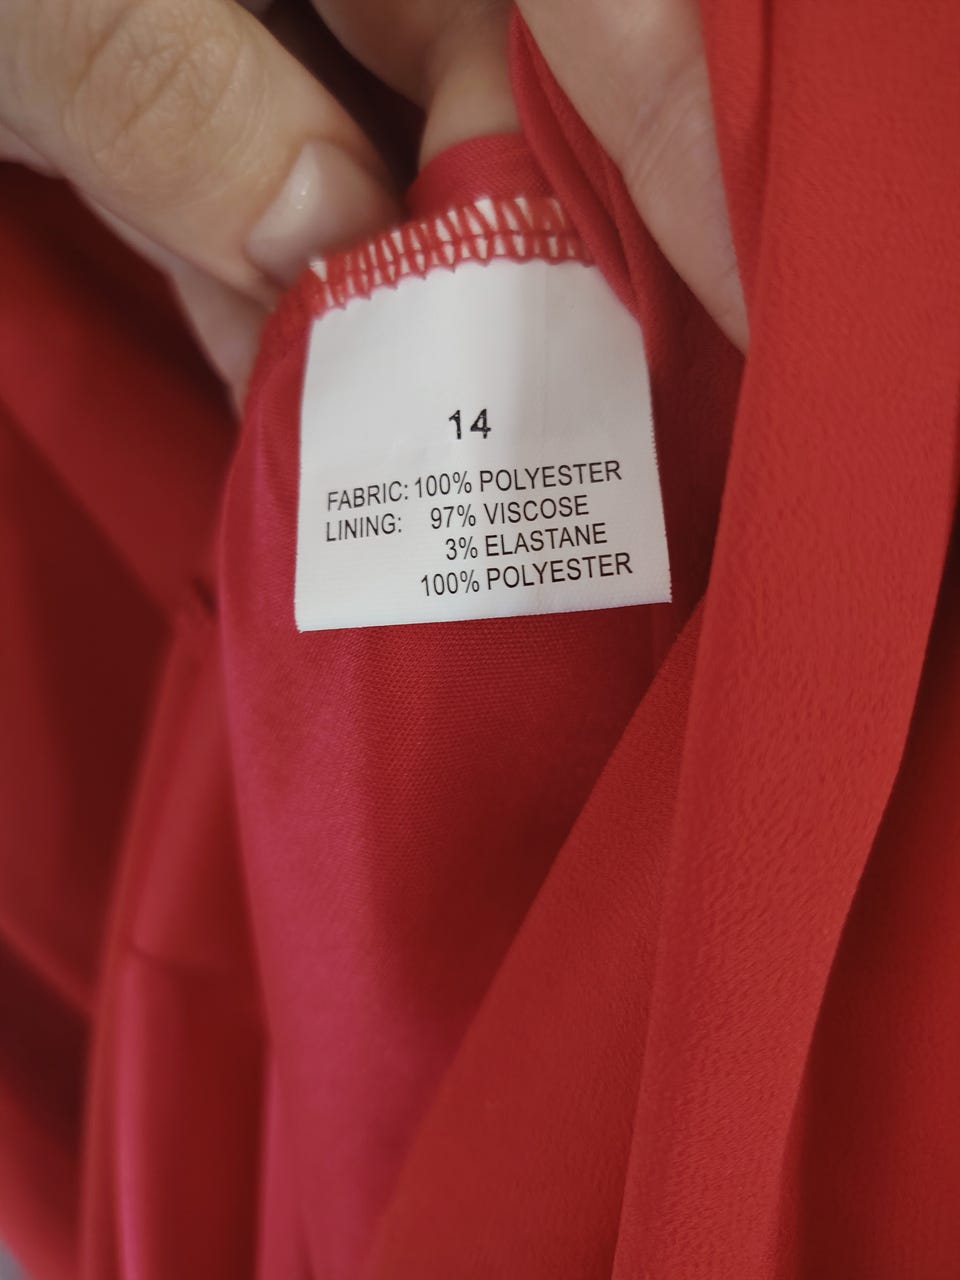 14
FABRIC: 100% POLYESTER
LINING: 97% VISCOSE
3% ELASTANE
100% POLYESTER